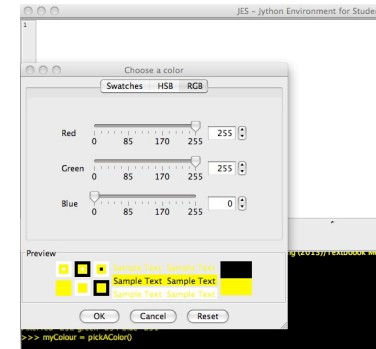 JES - Jython Environment for Stude
1
Choose a color
Swatches HSB RGB
Red 255
0 85 170 255
Green 255
0 85 170 255
Blue 0
0 85 170 255
Preview
Sample Text Sample Text
Sample Text Sample Text
Sample Text Sample Text
OK Cancel Reset
>>> myColour = pickAColor()